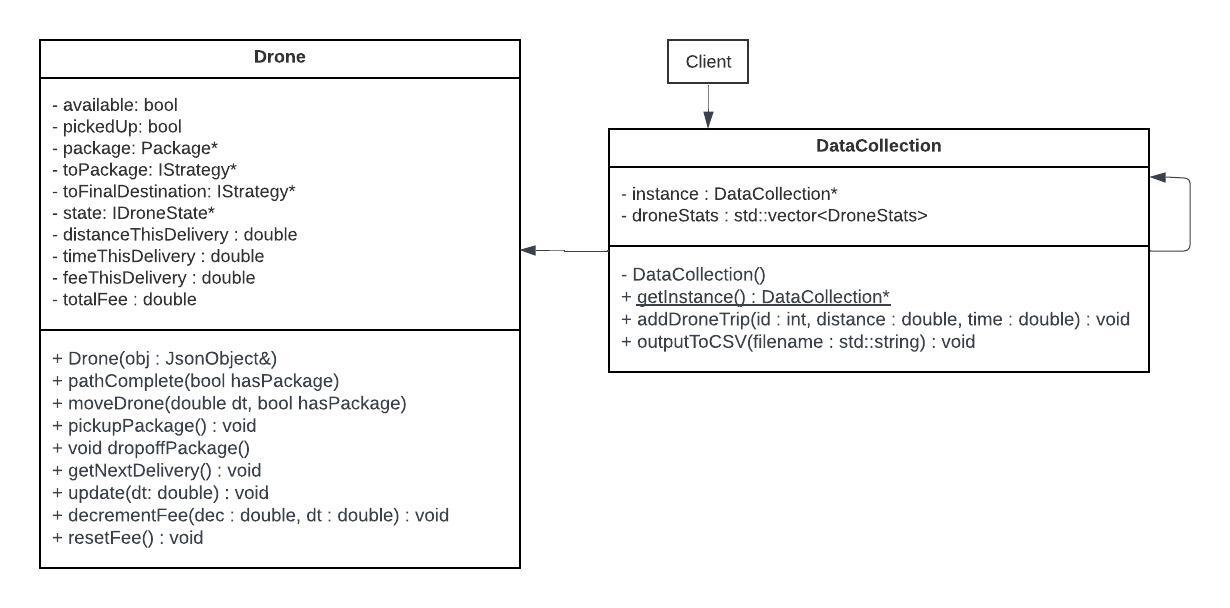 Drone
- available: bool
- pickedUp: bool
- package: Package*
- toPackage: IStrategy*
- toFinalDestination: IStrategy*
- state: IDroneState*
- distanceThisDelivery : double
- timeThisDelivery : double
- feeThisDelivery : double
- totalFee : double
+ Drone(obj : JsonObject&)
+ pathComplete(bool hasPackage)
+ moveDrone(double dt, bool hasPackage)
+ pickupPackage() : void
+ void dropoffPackage()
+ getNextDelivery() : void
+ update(dt: double) : void
+ decrementFee(dec : double, dt : double) : void
+ resetFee() : void
Client
DataCollection
- instance : DataCollection*
- droneStats : std::vector<DroneStats>
- DataCollection()
+ getInstance() : DataCollection*
+ addDroneTrip(id : int, distance : double, time : double) : void
+ outputToCSV(filename : std::string) : void